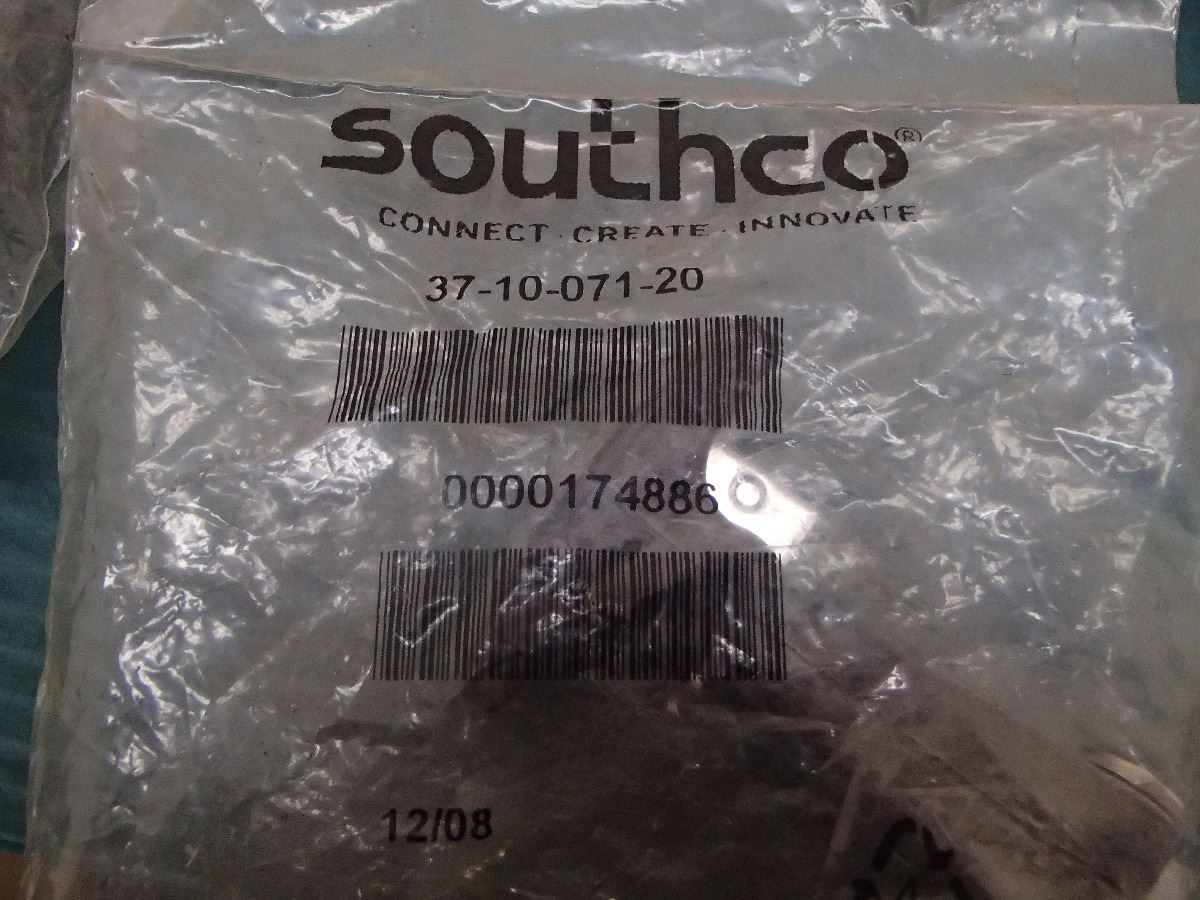 southco®
CONNECT · CREATE · INNOVATE
37-10-071-20
0000174886
12/08